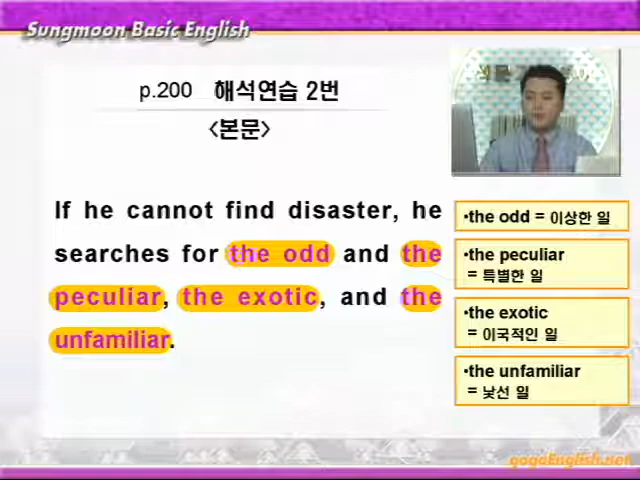 Sungmoon Basic English
p.200 해석연습 2번
<본문>
If he cannot find disaster, he
searches for the odd and the
peculiar, the exotic, and the
unfamiliar.
•the odd = 이상한 일
•the peculiar
= 특별한 일
•the exotic
= 이국적인 일
•the unfamiliar
= 낯선 일
gogoEnglish.net